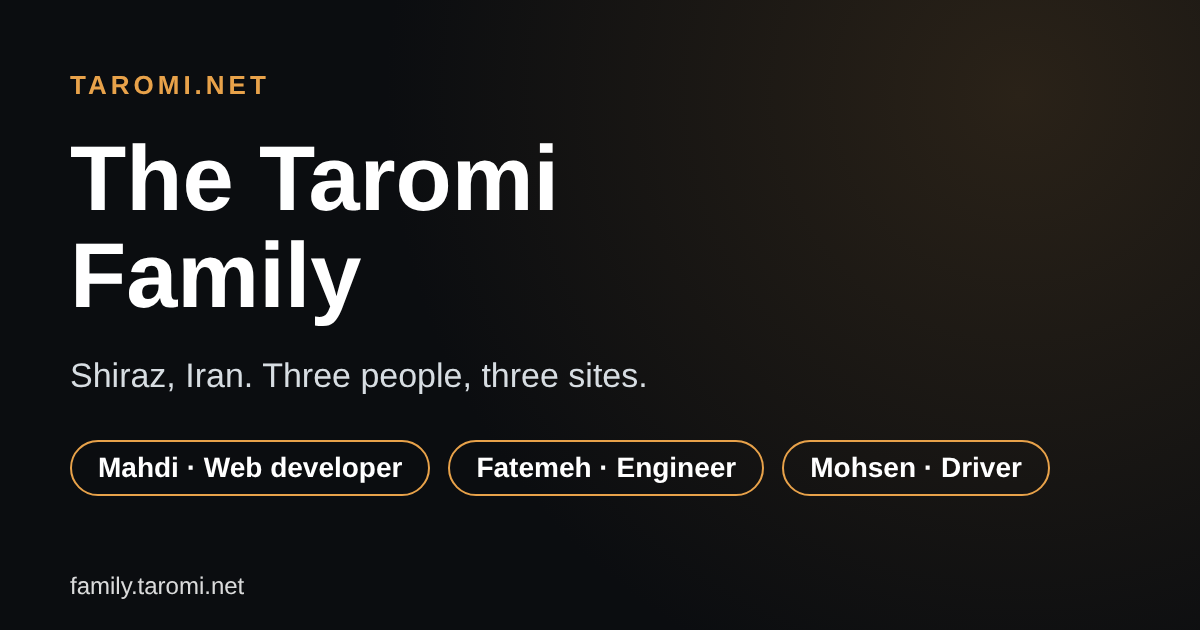 TAROMI.NET
The Taromi
Family
Shiraz, Iran. Three people, three sites.
Mahdi · Web developer
Fatemeh · Engineer
Mohsen · Driver
family.taromi.net